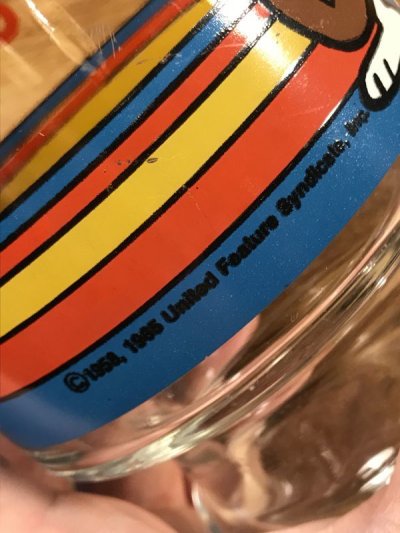 ©1958, 1965 United Feature Syndicate, Inc.